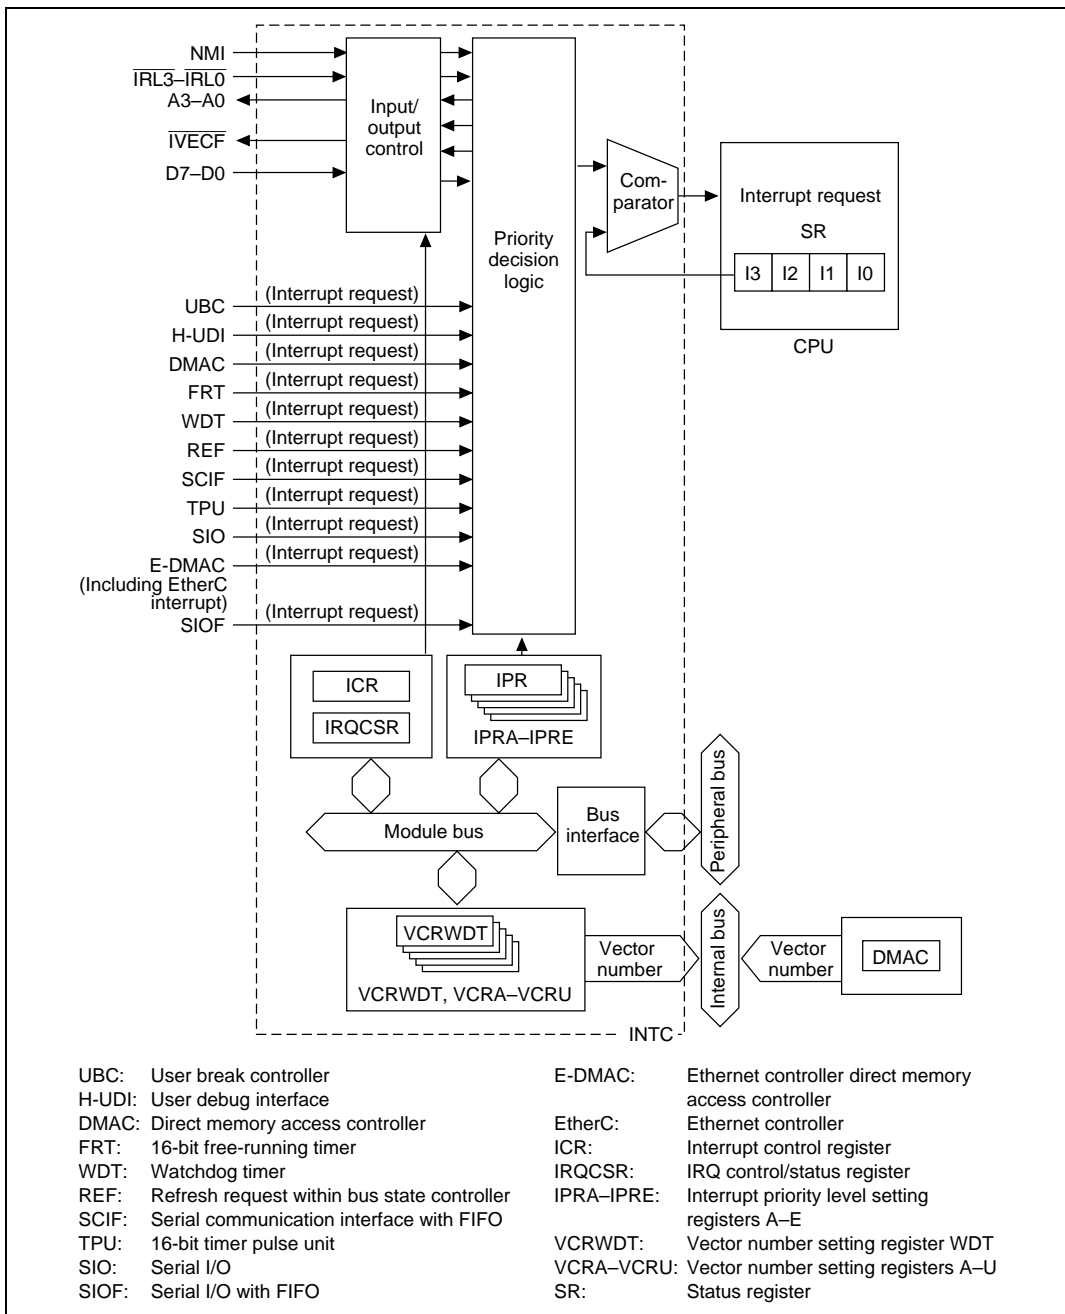 NMI
IRL3–IRL0
A3–A0
IVECF
D7–D0
Input/
output
control
Priority
decision
logic
Com-
parator
Interrupt request
SR
I3 I2 I1 I0
CPU
UBC (Interrupt request)
H-UDI (Interrupt request)
DMAC (Interrupt request)
FRT (Interrupt request)
WDT (Interrupt request)
REF (Interrupt request)
SCIF (Interrupt request)
TPU (Interrupt request)
SIO (Interrupt request)
E-DMAC (Interrupt request)
(Including EtherC
interrupt)
SIOF (Interrupt request)
ICR
IRQCSR
IPR
IPRA–IPRE
Module bus
Bus
interface
Peripheral bus
VCRWDT
VCRWDT, VCRA–VCRU
Vector
number
Internal bus
Vector
number
DMAC
INTC
UBC: User break controller
H-UDI: User debug interface
DMAC: Direct memory access controller
FRT: 16-bit free-running timer
WDT: Watchdog timer
REF: Refresh request within bus state controller
SCIF: Serial communication interface with FIFO
TPU: 16-bit timer pulse unit
SIO: Serial I/O
SIOF: Serial I/O with FIFO
E-DMAC: Ethernet controller direct memory
access controller
EtherC: Ethernet controller
ICR: Interrupt control register
IRQCSR: IRQ control/status register
IPRA–IPRE: Interrupt priority level setting
registers A–E
VCRWDT: Vector number setting register WDT
VCRA–VCRU: Vector number setting registers A–U
SR: Status register